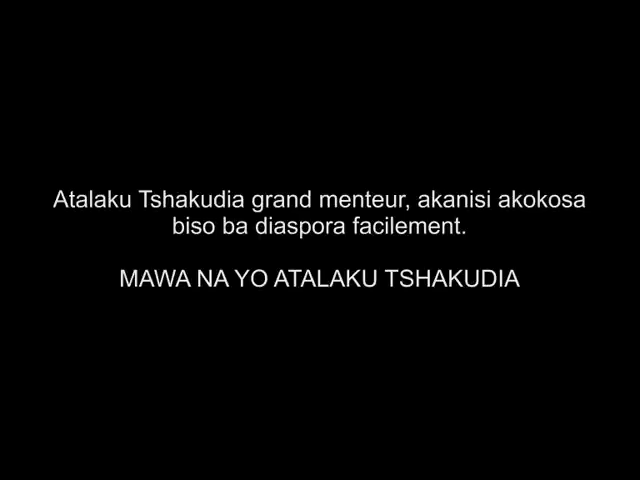 Atalaku Tshakudia grand menteur, akanisi akokosa
biso ba diaspora facilement.
MAWA NA YO ATALAKU TSHAKUDIA